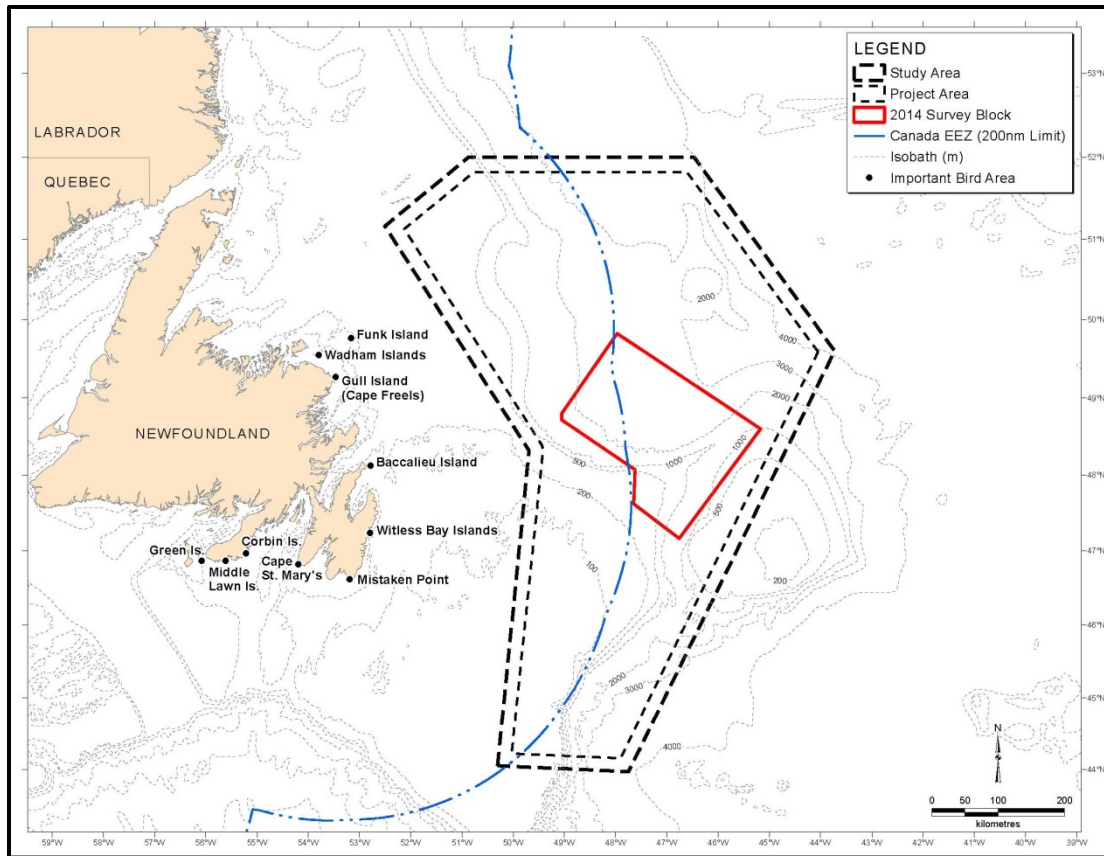 LEGEND
Study Area
Project Area
2014 Survey Block
Canada EEZ (200nm Limit)
Isobath (m)
Important Bird Area
LABRADOR
QUEBEC
NEWFOUNDLAND
Funk Island
Wadham Islands
Gull Island
(Cape Freels)
Baccalieu Island
Witless Bay Islands
Mistaken Point
Cape
St. Mary's
Corbin Is.
Green Is.
Middle
Lawn Is.
2000
4000
3000
2000
1000
1000
500
200
500
200
100
2000
3000
4000
53°N
52°N
51°N
50°N
49°N
48°N
47°N
46°N
45°N
44°N
N
0 50 100 200
kilometres
59°W 58°W 57°W 56°W 55°W 54°W 53°W 52°W 51°W 50°W 49°W 48°W 47°W 46°W 45°W 44°W 43°W 42°W 41°W 40°W 39°W